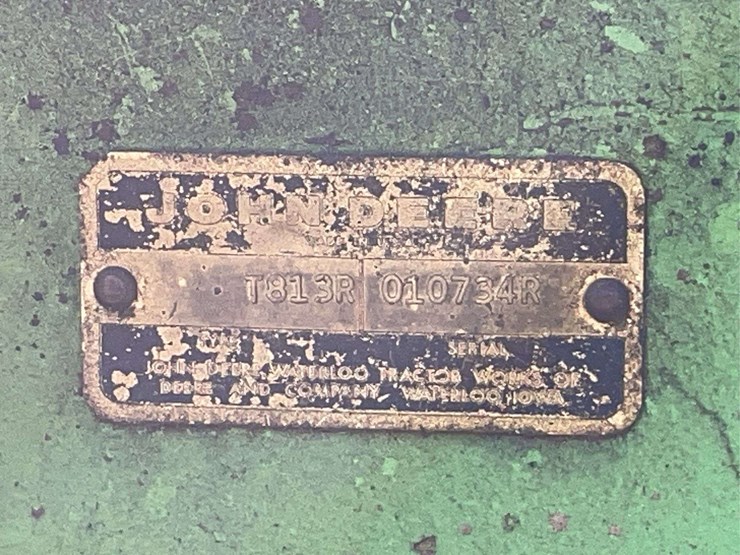 JOHN DEERE
T813R 010734R
TYPE SERIAL
JOHN DEERE WATERLOO TRACTOR WORKS OF
DEERE AND COMPANY WATERLOO, IOWA